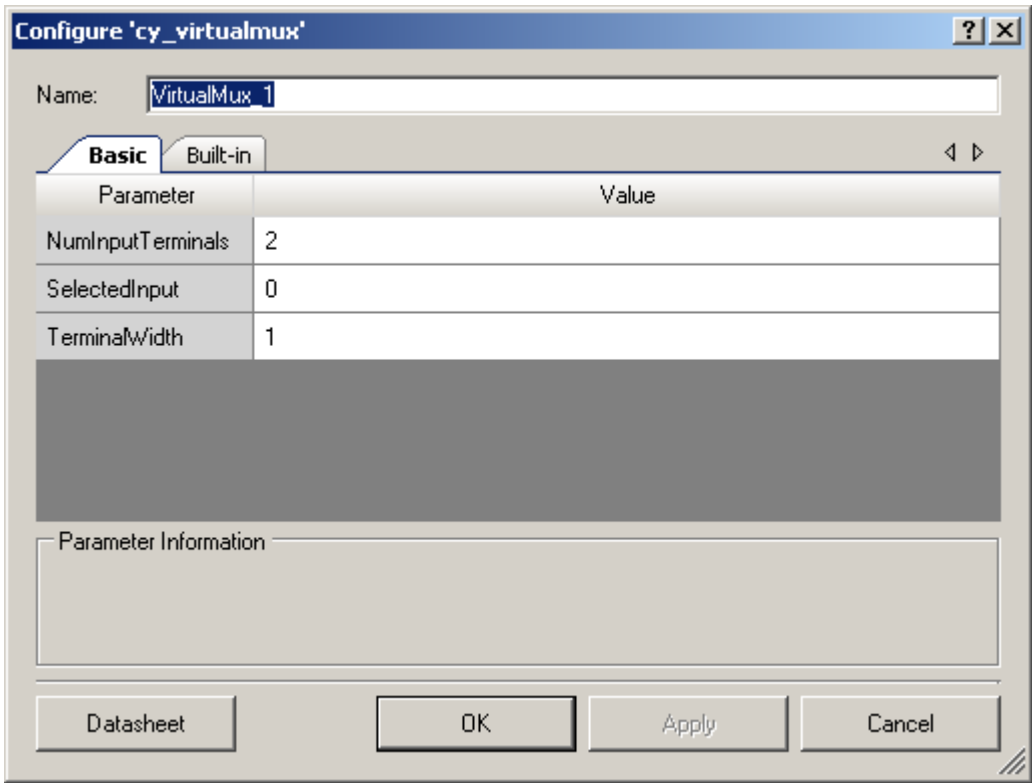 Configure 'cy_virtualmux'
Name: VirtualMux_1
Basic Built-in
Parameter Value
NumInputTerminals 2
SelectedInput 0
TerminalWidth 1
Parameter Information
Datasheet OK Apply Cancel